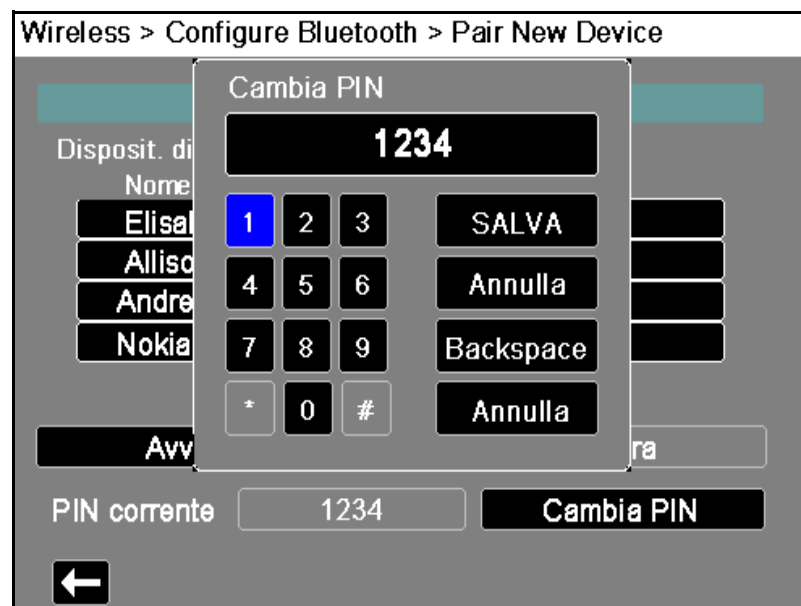 Wireless > Configure Bluetooth > Pair New Device
Cambia PIN
1234
Disposit. di
Nome
Elisal
Alliso
Andre
Nokia
1 2 3 SALVA
4 5 6 Annulla
7 8 9 Backspace
* 0 # Annulla
Avv ra
PIN corrente 1234 Cambia PIN